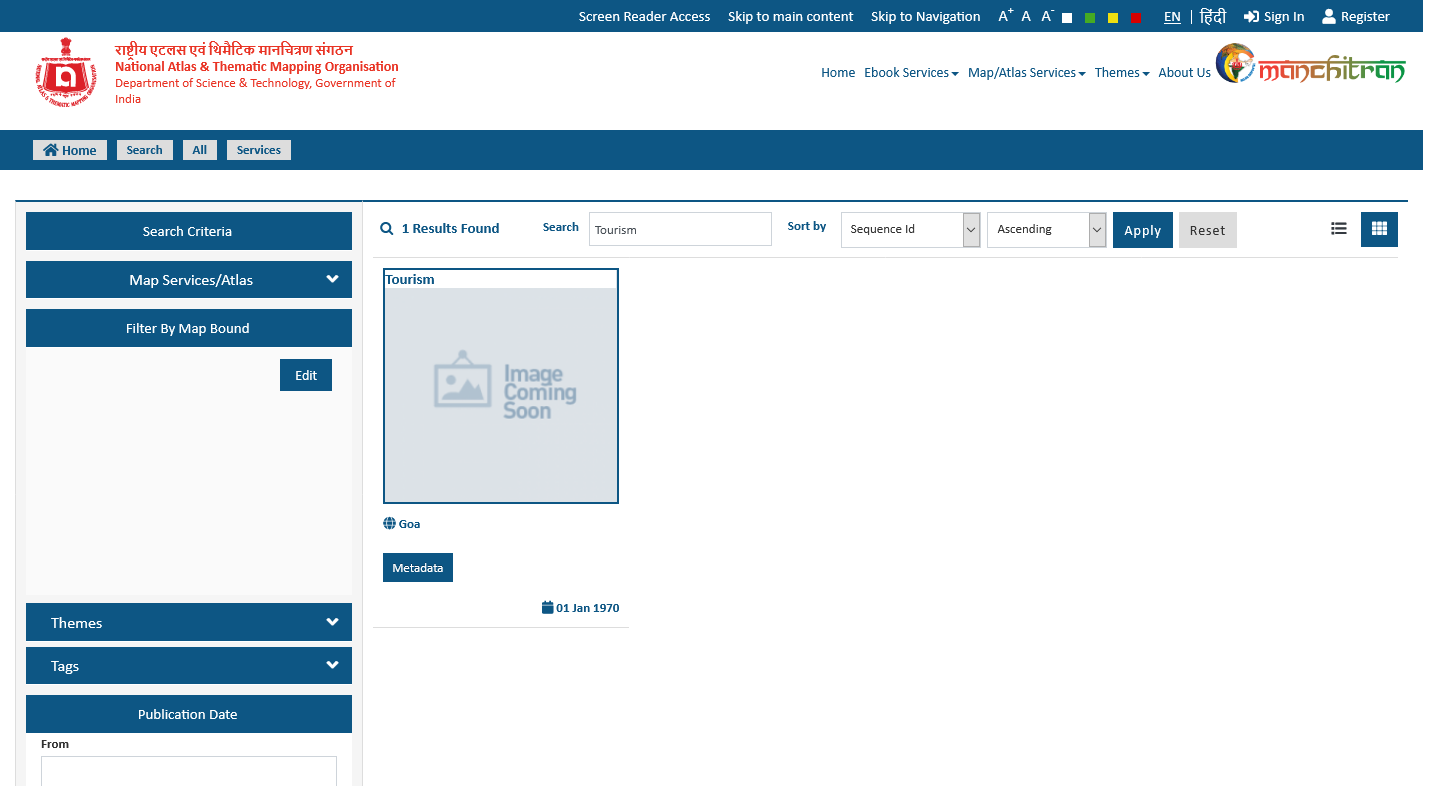 Screen Reader Access Skip to main content Skip to Navigation A+ A A- EN | हिंदी Sign In Register
राष्ट्रीय एटलस एवं थिमैटिक मानचित्रण संगठन
National Atlas & Thematic Mapping Organisation
Department of Science & Technology, Government of
India
Home Ebook Services Map/Atlas Services Themes About Us manchitran
Home Search All Services
Search Criteria
Map Services/Atlas
Filter By Map Bound
Edit
Themes
Tags
Publication Date
From
1 Results Found Search Tourism Sort by Sequence Id Ascending Apply Reset
Tourism
Image
Coming
Soon
Goa
Metadata
01 Jan 1970